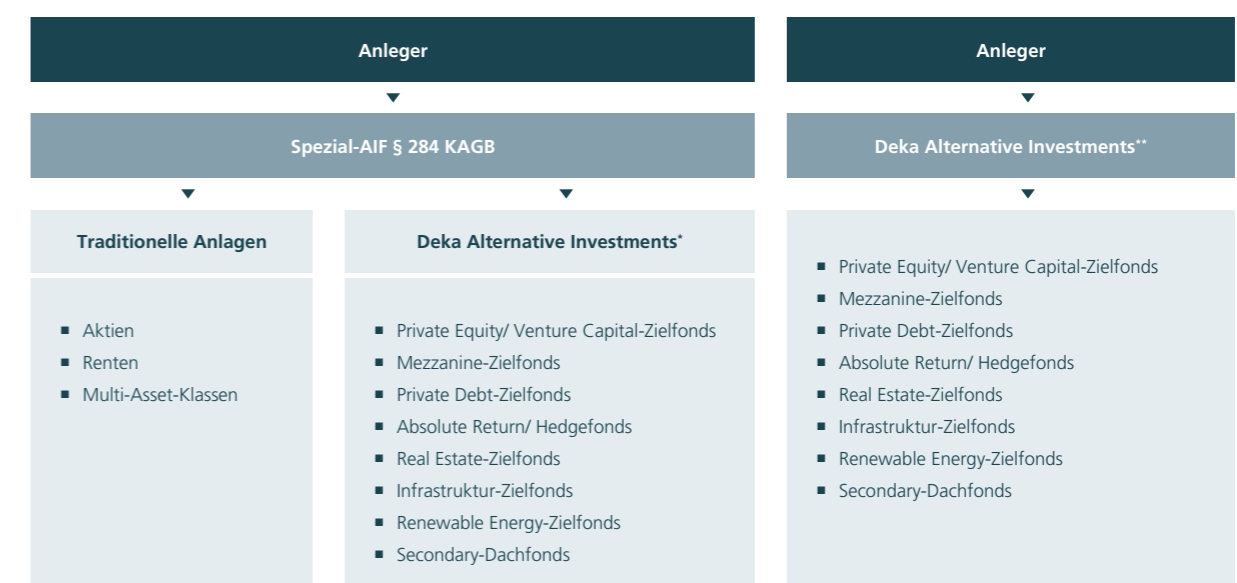 Anleger
Spezial-AIF § 284 KAGB
Traditionelle Anlagen
▪ Aktien
▪ Renten
▪ Multi-Asset-Klassen
Deka Alternative Investments*
▪ Private Equity/ Venture Capital-Zielfonds
▪ Mezzanine-Zielfonds
▪ Private Debt-Zielfonds
▪ Absolute Return/ Hedgefonds
▪ Real Estate-Zielfonds
▪ Infrastruktur-Zielfonds
▪ Renewable Energy-Zielfonds
▪ Secondary-Dachfonds
Anleger
Deka Alternative Investments**
▪ Private Equity/ Venture Capital-Zielfonds
▪ Mezzanine-Zielfonds
▪ Private Debt-Zielfonds
▪ Absolute Return/ Hedgefonds
▪ Real Estate-Zielfonds
▪ Infrastruktur-Zielfonds
▪ Renewable Energy-Zielfonds
▪ Secondary-Dachfonds